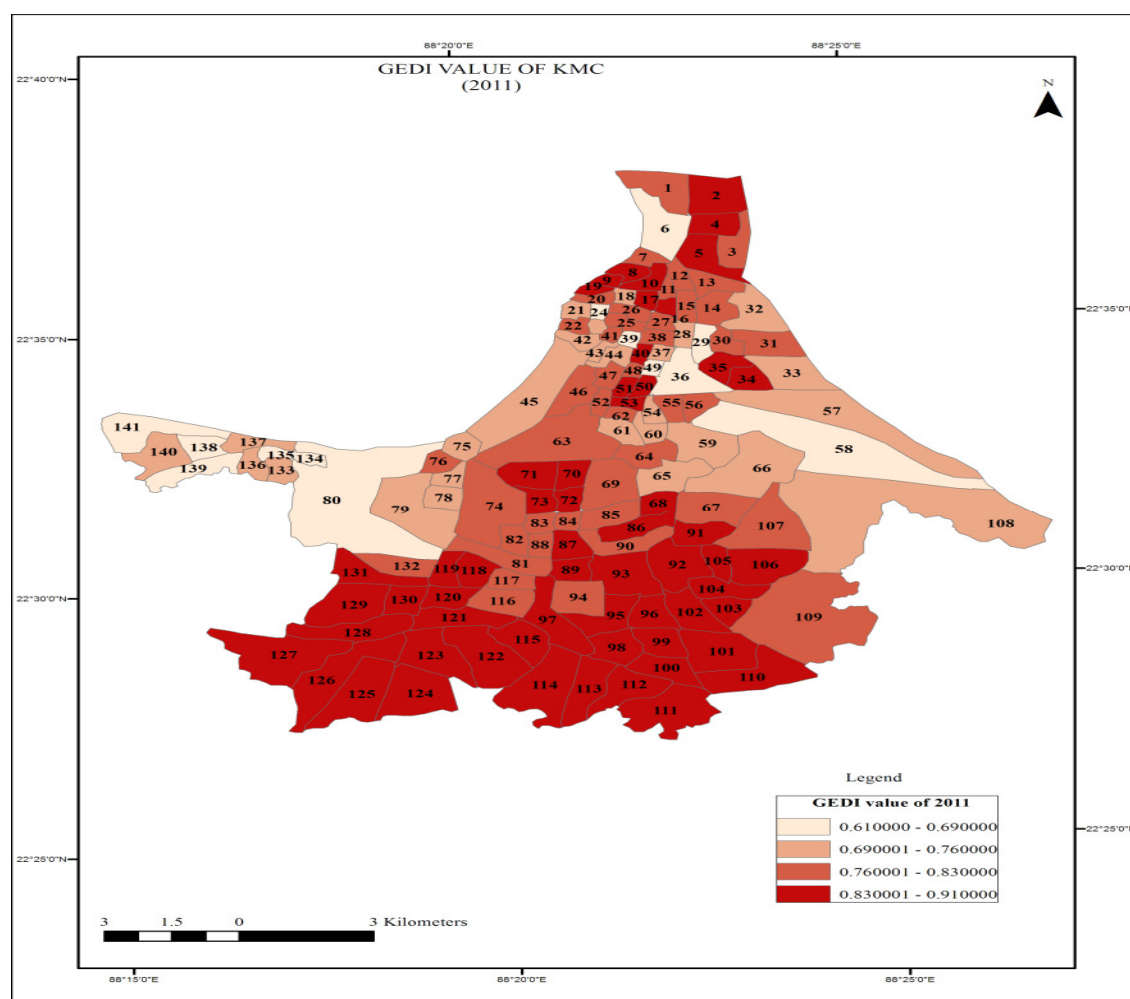 88°20'0"E 88°25'0"E
GEDI VALUE OF KMC
(2011)
22°40'0"N
N
1 2
6 4
7 5 3
8 12
19 9 10 11 13
20 18 17
21 24 26 15 14 32
22°35'0"N
22 25 27 16
42 41 39 38 28 29 30 31
22°35'0"N
43 44 40 37
47 48 49 36 35 34 33
46 51 50
45 52 53 55 56 57
62 54
141 137 75 63 61 60 59 58
140 138 135 134 76 64
139 136 133 77 71 70 69 65 66
80 79 78 74 73 72 68 67 108
83 84 85 86 107
82 88 87 90 91
131 132 119 118 81 89 93 92 105 106
22°30'0"N
117 104
22°30'0"N
129 130 120 116 94 95 96 102 103 109
128 121 97
127 123 122 115 98 99 101
126 125 124 114 113 112 100 110
111
Legend
GEDI value of 2011
0.610000 - 0.690000
0.690001 - 0.760000
0.760001 - 0.830000
0.830001 - 0.910000
22°25'0"N
22°25'0"N
3 1.5 0 3 Kilometers
88°15'0"E 88°20'0"E 88°25'0"E